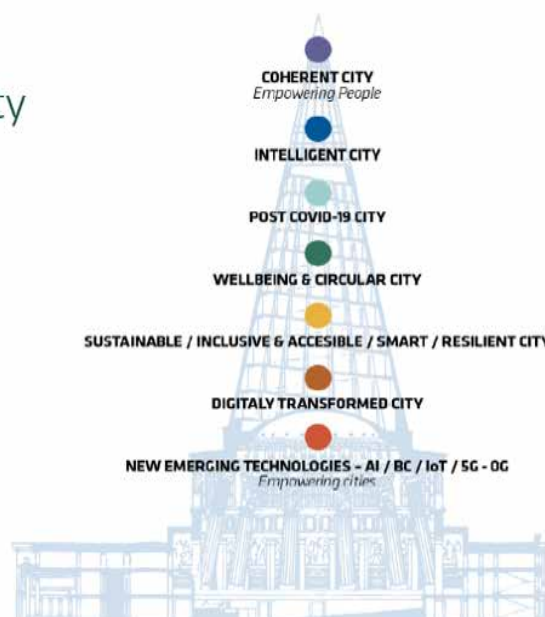 ty
COHERENT CITY
Empowering People
INTELLIGENT CITY
POST COVID-19 CITY
WELLBEING & CIRCULAR CITY
SUSTAINABLE / INCLUSIVE & ACCESIBLE / SMART / RESILIENT CITY
DIGITALY TRANSFORMED CITY
NEW EMERGING TECHNOLOGIES - AI / BC / IoT / 5G - 0G
Empowering cities